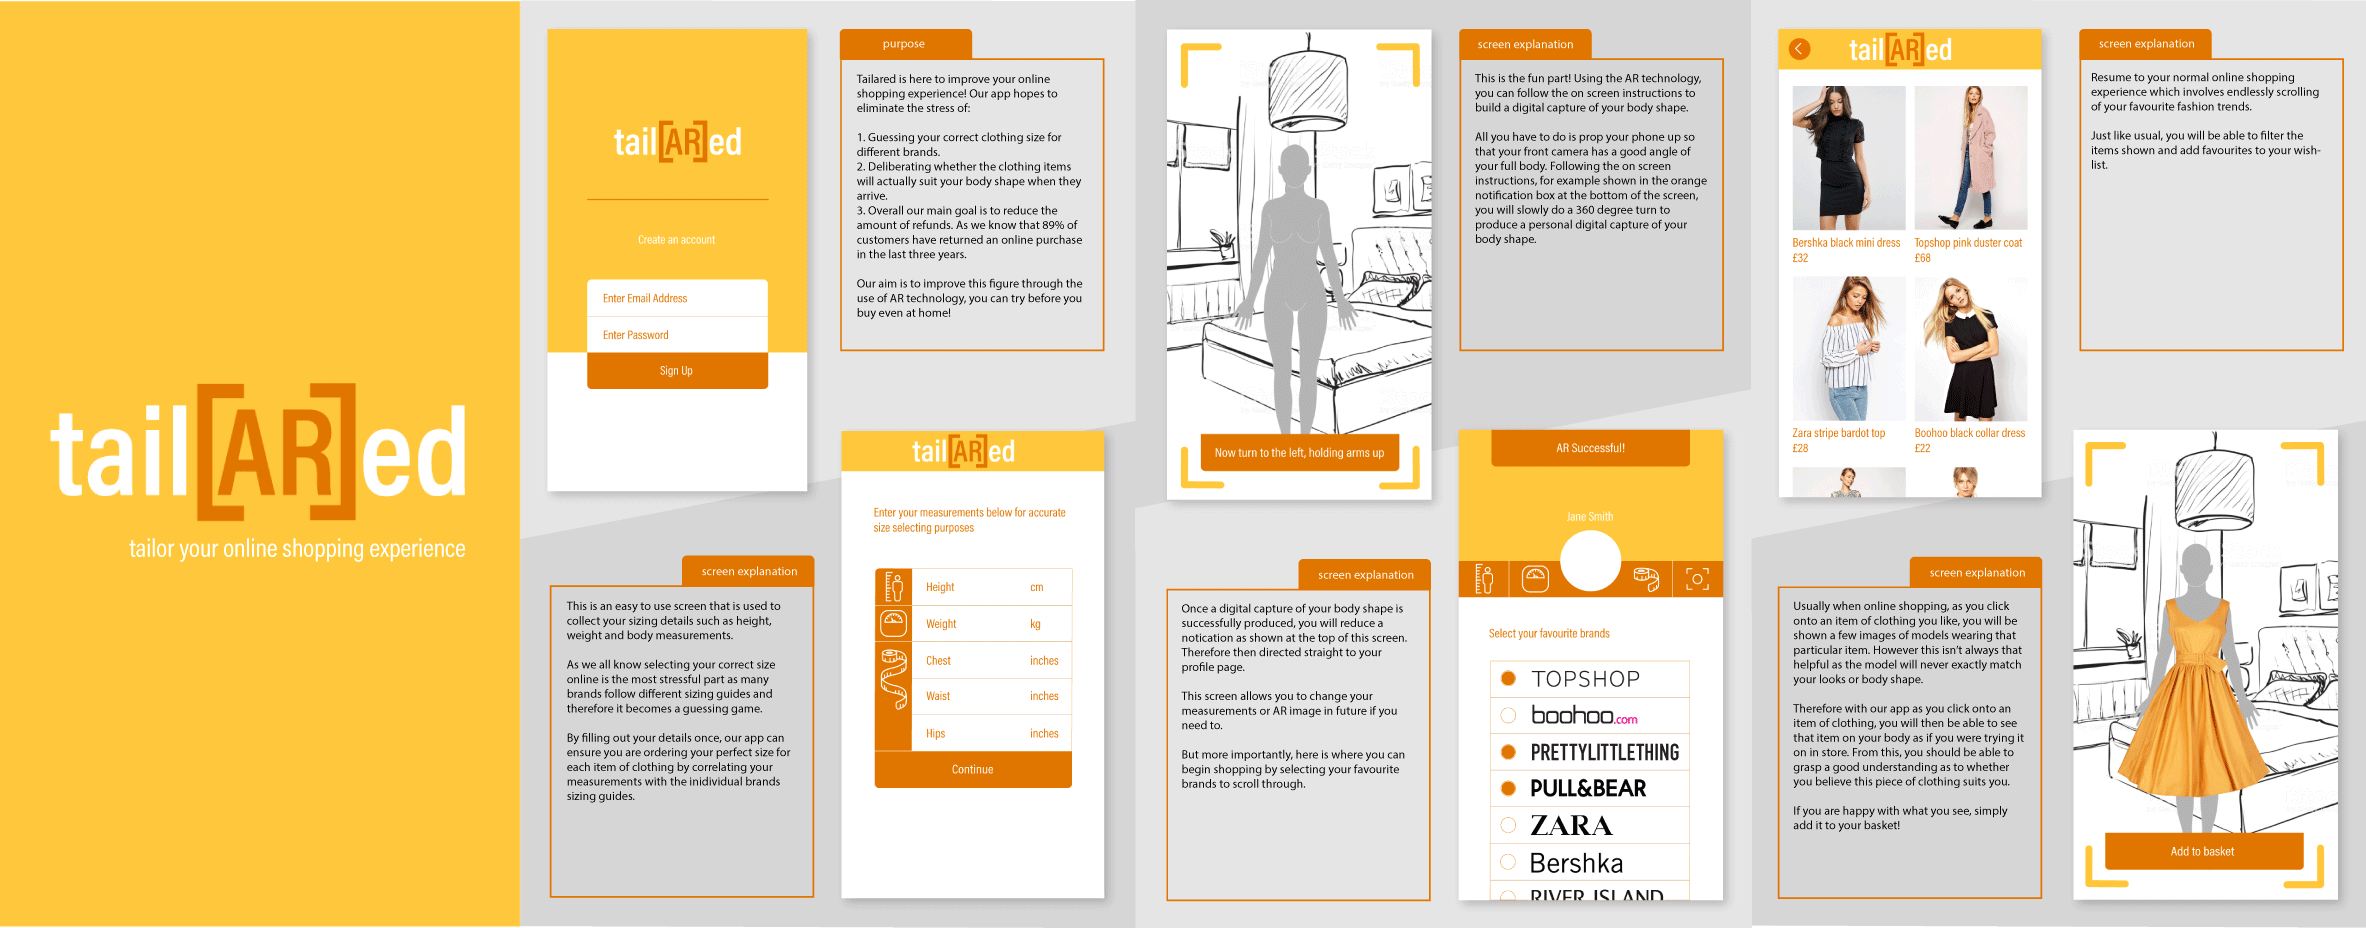 tail[AR]ed
tailor your online shopping experience
tail[AR]ed
Create an account
Enter Email Address
Enter Password
Sign Up
purpose
Tailared is here to improve your online
shopping experience! Our app hopes to
eliminate the stress of:
1. Guessing your correct clothing size for
different brands.
2. Deliberating whether the clothing items
will actually suit your body shape when they
arrive.
3. Overall our main goal is to reduce the
amount of refunds. As we know that 89% of
customers have returned an online purchase
in the last three years.
Our aim is to improve this figure through the
use of AR technology, you can try before you
buy even at home!
screen explanation
This is an easy to use screen that is used to
collect your sizing details such as height,
weight and body measurements.
As we all know selecting your correct size
online is the most stressful part as many
brands follow different sizing guides and
therefore it becomes a guessing game.
By filling out your details once, our app can
ensure you are ordering your perfect size for
each item of clothing by correlating your
measurements with the inidividual brands
sizing guides.
tail[AR]ed
Enter your measurements below for accurate
size selecting purposes
Height cm
Weight kg
Chest inches
Waist inches
Hips inches
Continue
Now turn to the left, holding arms up
screen explanation
This is the fun part! Using the AR technology,
you can follow the on screen instructions to
build a digital capture of your body shape.
All you have to do is prop your phone up so
that your front camera has a good angle of
your full body. Following the on screen
instructions, for example shown in the orange
notification box at the bottom of the screen,
you will slowly do a 360 degree turn to
produce a personal digital capture of your
body shape.
screen explanation
Once a digital capture of your body shape is
successfully produced, you will reduce a
notication as shown at the top of this screen.
Therefore then directed straight to your
profile page.
This screen allows you to change your
measurements or AR image in future if you
need to.
But more importantly, here is where you can
begin shopping by selecting your favourite
brands to scroll through.
AR Successful!
Jane Smith
Select your favourite brands
TOPSHOP
boohoo.com
PRETTYLITTLETHING
PULL&BEAR
ZARA
Bershka
RIVER ISLAND
tail[AR]ed
Bershka black mini dress
£32
Topshop pink duster coat
£68
Zara stripe bardot top
£28
Boohoo black collar dress
£22
screen explanation
Resume to your normal online shopping
experience which involves endlessly scrolling
of your favourite fashion trends.
Just like usual, you will be able to filter the
items shown and add favourites to your wish-
list.
screen explanation
Usually when online shopping, as you click
onto an item of clothing you like, you will be
shown a few images of models wearing that
particular item. However this isn't always that
helpful as the model will never exactly match
your looks or body shape.
Therefore with our app as you click onto an
item of clothing, you will then be able to see
that item on your body as if you were trying it
on in store. From this, you should be able to
grasp a good understanding as to whether
you believe this piece of clothing suits you.
If you are happy with what you see, simply
add it to your basket!
Add to basket